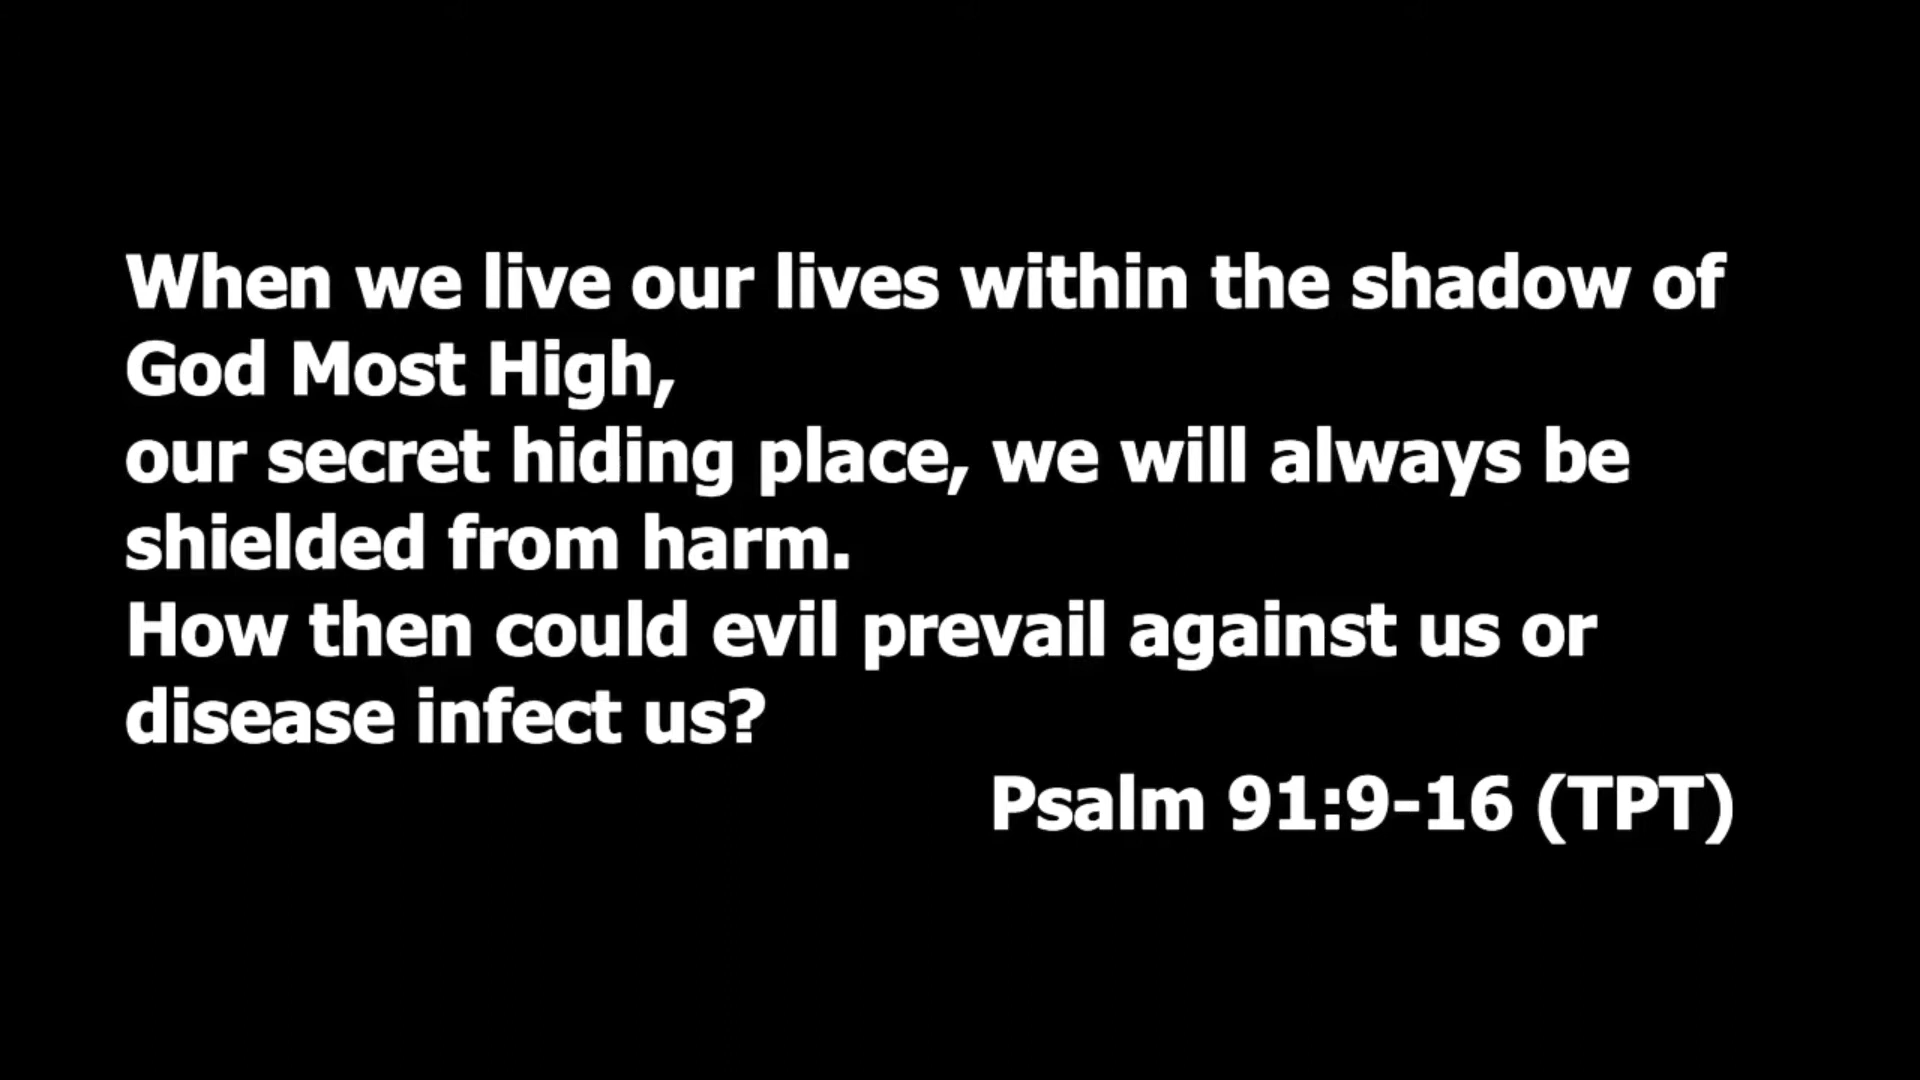 When we live our lives within the shadow of
God Most High,
our secret hiding place, we will always be
shielded from harm.
How then could evil prevail against us or
disease infect us?
Psalm 91:9-16 (TPT)